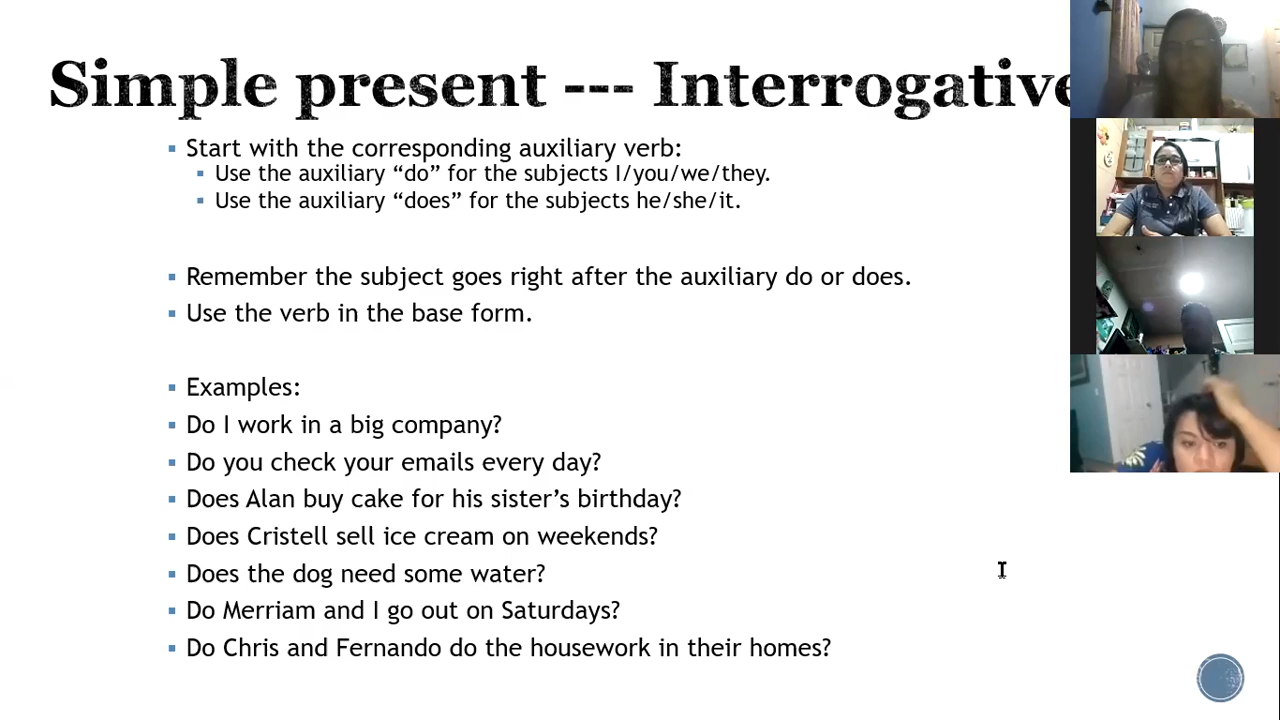 Simple present --- Interrogative
Start with the corresponding auxiliary verb:
Use the auxiliary “do” for the subjects I/you/we/they.
Use the auxiliary “does” for the subjects he/she/it.
Remember the subject goes right after the auxiliary do or does.
Use the verb in the base form.
Examples:
Do I work in a big company?
Do you check your emails every day?
Does Alan buy cake for his sister’s birthday?
Does Cristell sell ice cream on weekends?
Does the dog need some water?
Do Merriam and I go out on Saturdays?
Do Chris and Fernando do the housework in their homes?